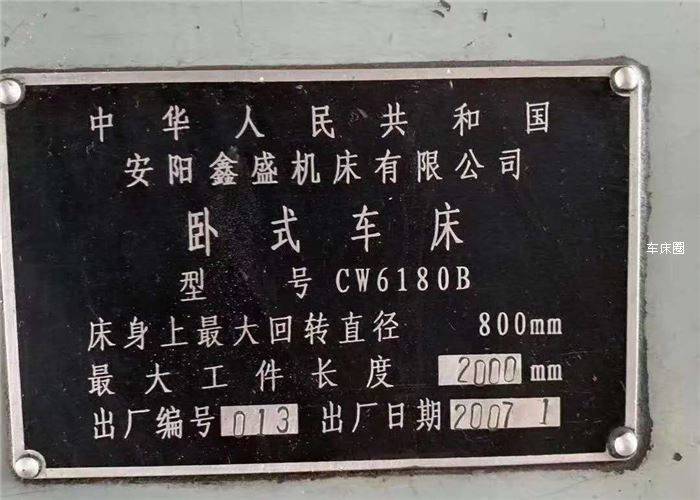 中华人民共和国
安阳鑫盛机床有限公司
卧式车床
型号 CW6180B
床身上最大回转直径 800mm
最大工件长度 2000 mm
出厂编号 013 出厂日期 2007 1
车床圈